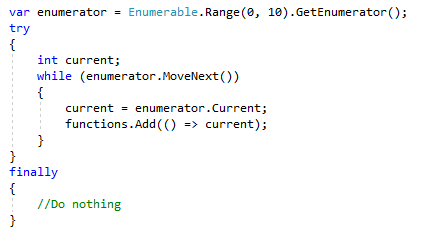 var enumerator = Enumerable.Range(0, 10).GetEnumerator();
try
{
    int current;
    while (enumerator.MoveNext())
    {
        current = enumerator.Current;
        functions.Add(() => current);
    }
}
finally
{
    //Do nothing
}